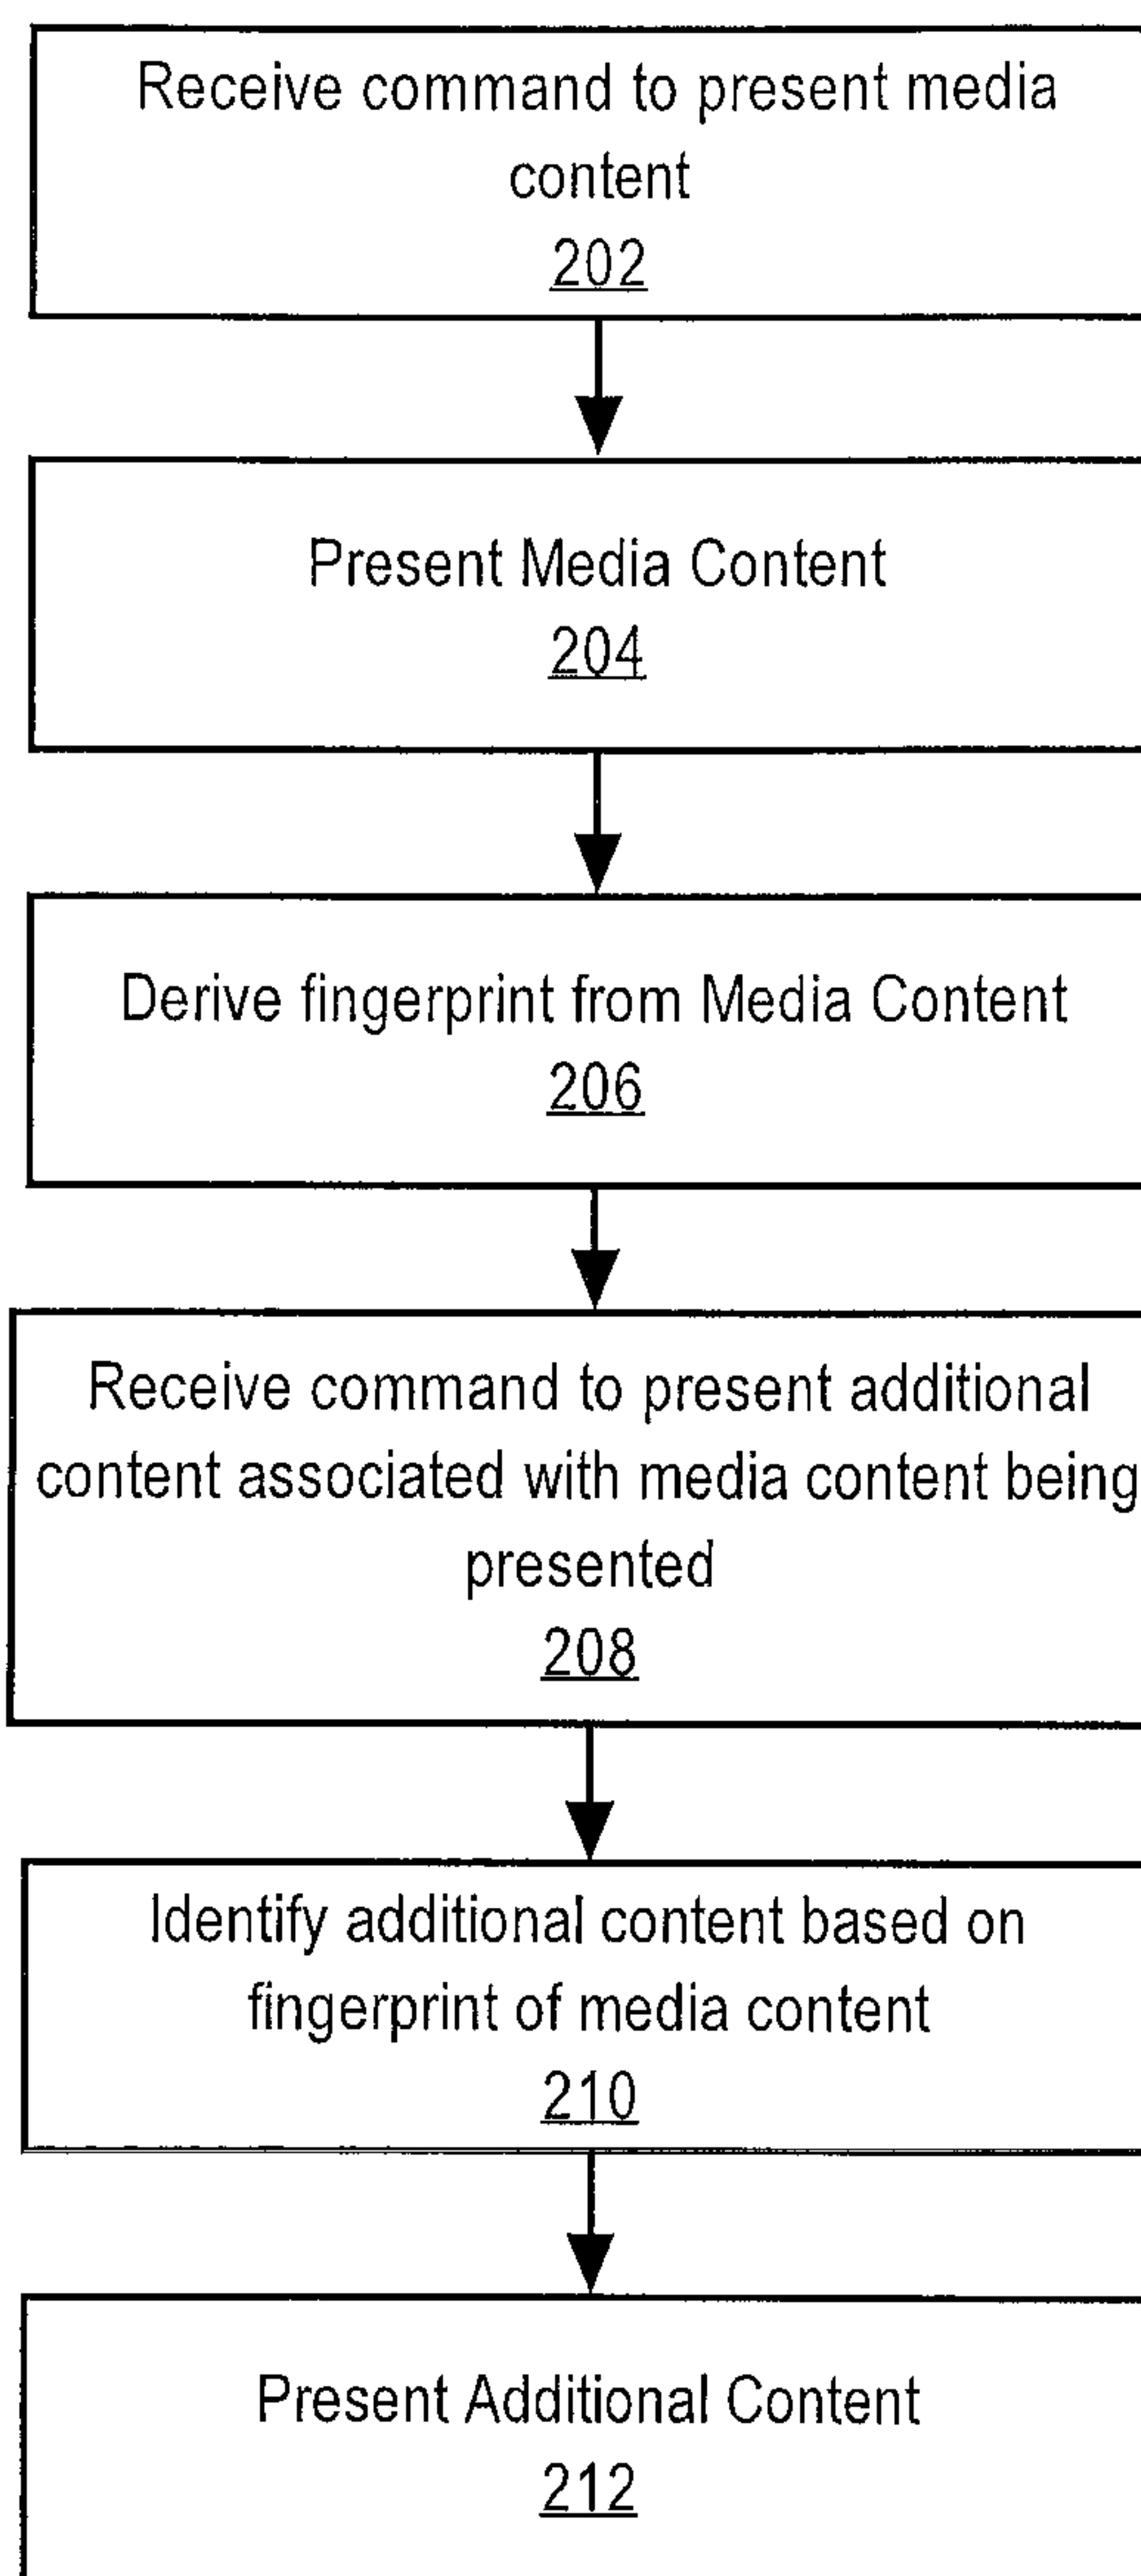 Receive command to present media
content
202
Present Media Content
204
Derive fingerprint from Media Content
206
Receive command to present additional
content associated with media content being
presented
208
Identify additional content based on
fingerprint of media content
210
Present Additional Content
212